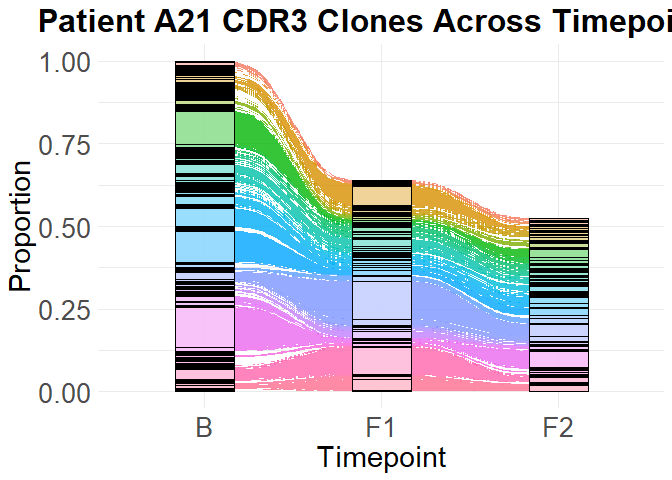 Patient A21 CDR3 Clones Across Timepoi
1.00
0.75
0.50
0.25
0.00
Proportion
B F1 F2
Timepoint